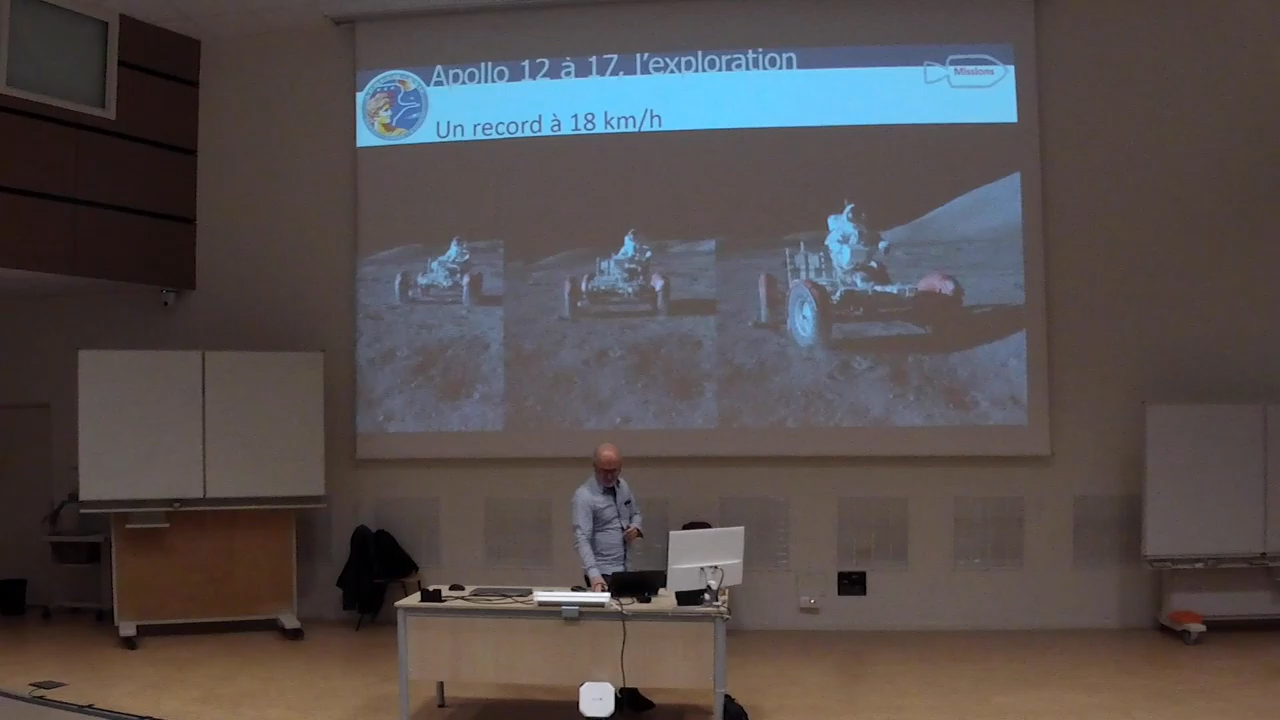 Apollo 12 à 17, l'exploration
Missions
Un record à 18 km/h